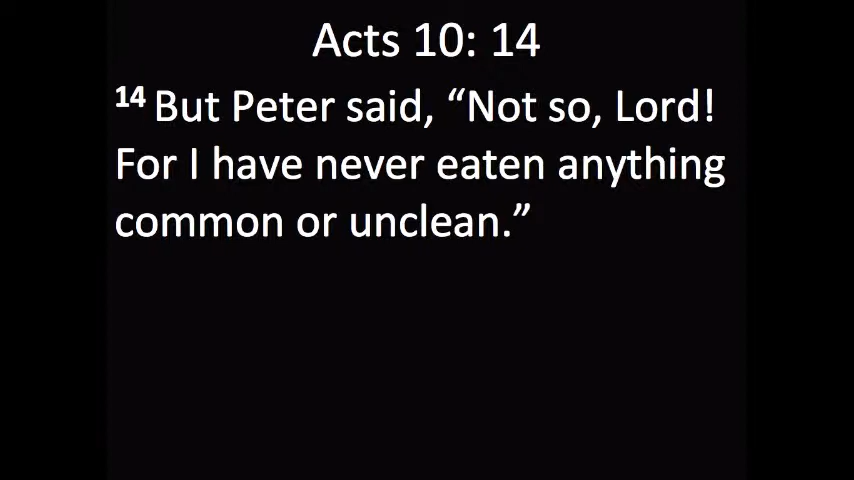 Acts 10: 14
14 But Peter said, “Not so, Lord!
For I have never eaten anything
common or unclean.”